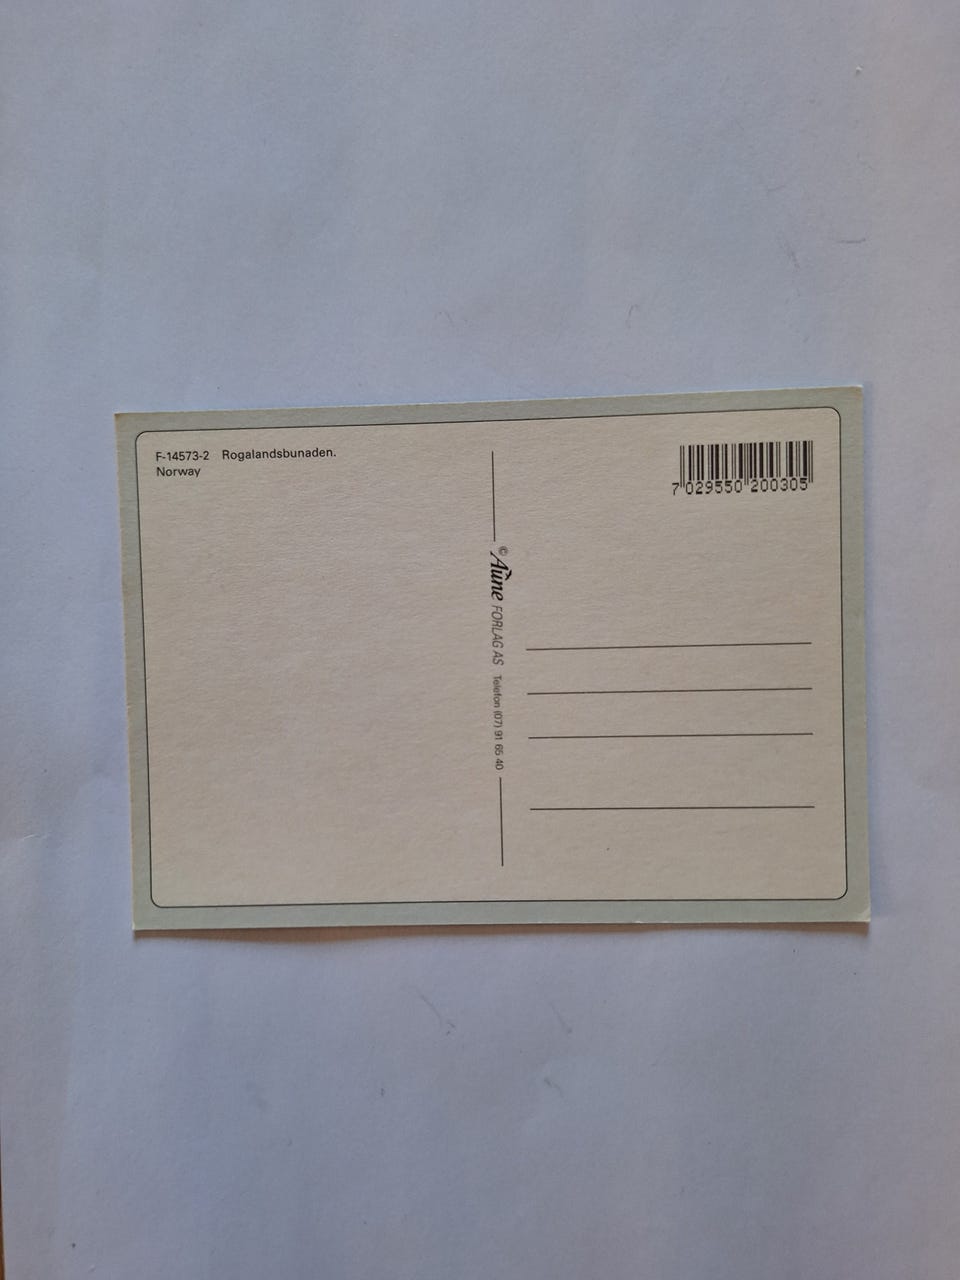 F-14573-2 Rogalandsbunaden.
Norway
7 029550 200305
© Aune FORLAG AS Telefon (07) 91 65 40